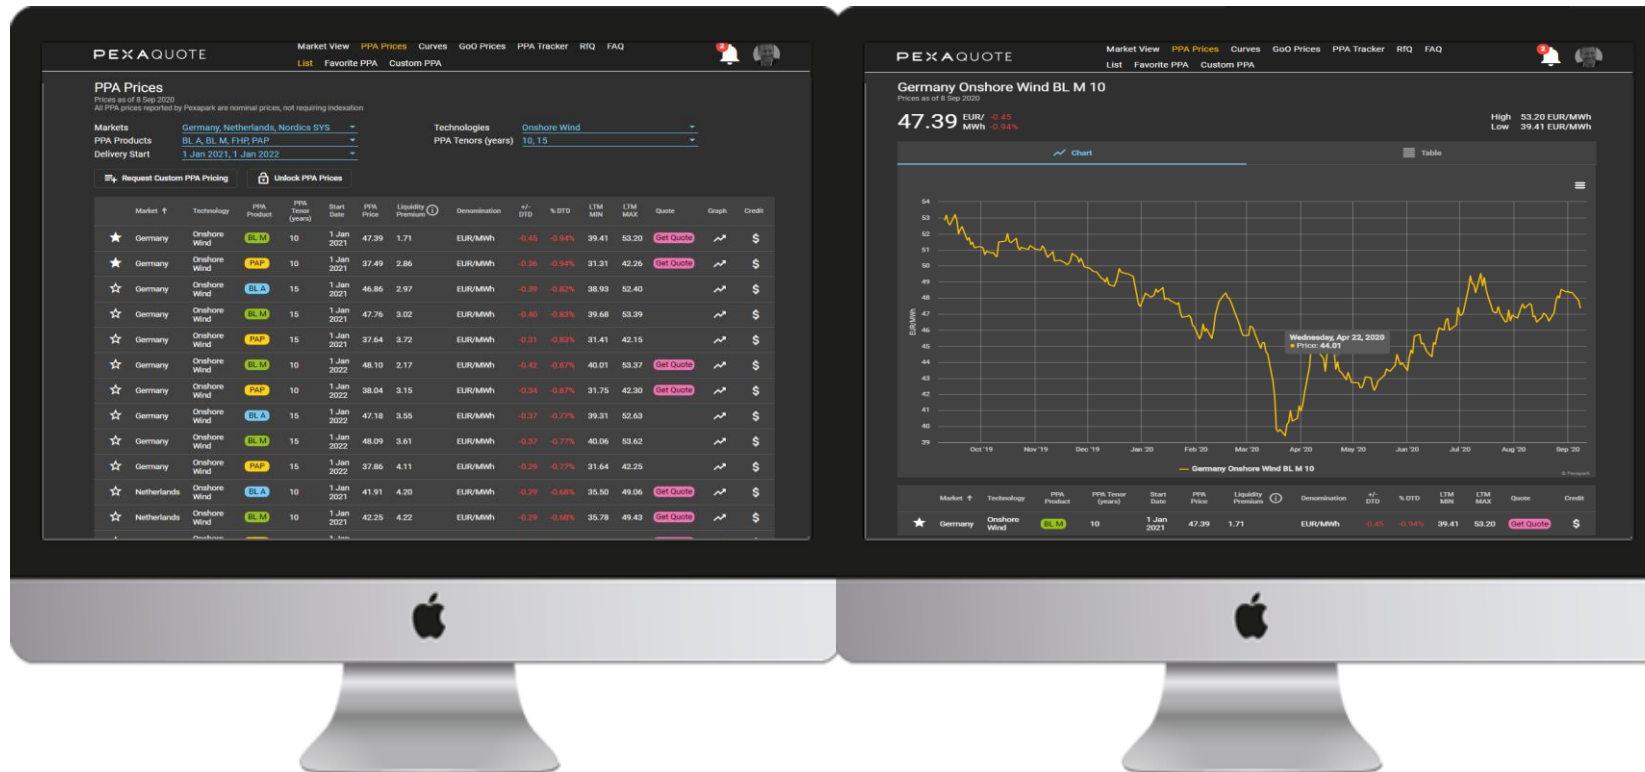 PEXAQUOTE
Market View PPA Prices Curves GoO Prices PPA Tracker RfQ FAQ
List Favorite PPA Custom PPA
2
PPA Prices
Prices as of 8 Sep 2020
All PPA prices reported by Pexapark are nominal prices, not requiring indexation
Markets Germany, Netherlands, Nordics SYS Technologies Onshore Wind
PPA Products BL A, BL M, FHP, PAP PPA Tenors (years) 10, 15
Delivery Start 1 Jan 2021, 1 Jan 2022
Request Custom PPA Pricing Unlock PPA Prices
Market ↑ Technology PPA Product PPA Tenor (years) Start Date PPA Price Liquidity Premium Denomination +/- DTD % DTD LTM MIN LTM MAX Quote Graph Credit
Germany Onshore Wind BL M 10 1 Jan 2021 47.39 1.71 EUR/MWh -0.45 -0.94% 39.41 53.20 Get Quote $
Germany Onshore Wind PAP 10 1 Jan 2021 37.49 2.86 EUR/MWh -0.36 -0.94% 31.31 42.26 Get Quote $
Germany Onshore Wind BL A 15 1 Jan 2021 46.86 2.97 EUR/MWh -0.39 -0.82% 38.93 52.40 $
Germany Onshore Wind BL M 15 1 Jan 2021 47.76 3.02 EUR/MWh -0.40 -0.83% 39.68 53.39 $
Germany Onshore Wind PAP 15 1 Jan 2021 37.64 3.72 EUR/MWh -0.31 -0.83% 31.41 42.15 $
Germany Onshore Wind BL M 10 1 Jan 2022 48.10 2.17 EUR/MWh -0.42 -0.87% 40.01 53.37 Get Quote $
Germany Onshore Wind PAP 10 1 Jan 2022 38.04 3.15 EUR/MWh -0.34 -0.87% 31.75 42.30 Get Quote $
Germany Onshore Wind BL A 15 1 Jan 2022 47.18 3.55 EUR/MWh -0.37 -0.77% 39.31 52.63 $
Germany Onshore Wind BL M 15 1 Jan 2022 48.09 3.61 EUR/MWh -0.37 -0.77% 40.06 53.62 $
Germany Onshore Wind PAP 15 1 Jan 2022 37.86 4.11 EUR/MWh -0.29 -0.77% 31.64 42.25 $
Netherlands Onshore Wind BL A 10 1 Jan 2021 41.91 4.20 EUR/MWh -0.29 -0.68% 35.50 49.06 Get Quote $
Netherlands Onshore Wind BL M 10 1 Jan 2021 42.25 4.22 EUR/MWh -0.29 -0.68% 35.78 49.43 Get Quote $
PEXAQUOTE
Market View PPA Prices Curves GoO Prices PPA Tracker RfQ FAQ
List Favorite PPA Custom PPA
2
Germany Onshore Wind BL M 10
Prices as of 8 Sep 2020
47.39 EUR/MWh -0.45 -0.94%
High 53.20 EUR/MWh
Low 39.41 EUR/MWh
Chart Table
54
53
52
51
50
49
48
47
46
45
44
43
42
41
40
39
EUR/MWh
Wednesday, Apr 22, 2020
Price: 44.01
Oct '19 Nov '19 Dec '19 Jan '20 Feb '20 Mar '20 Apr '20 May '20 Jun '20 Jul '20 Aug '20 Sep '20
Germany Onshore Wind BL M 10
© Pexapark
Market ↑ Technology PPA Product PPA Tenor (years) Start Date PPA Price Liquidity Premium Denomination +/- DTD % DTD LTM MIN LTM MAX Quote Credit
Germany Onshore Wind BL M 10 1 Jan 2021 47.39 1.71 EUR/MWh -0.45 -0.94% 39.41 53.20 Get Quote $